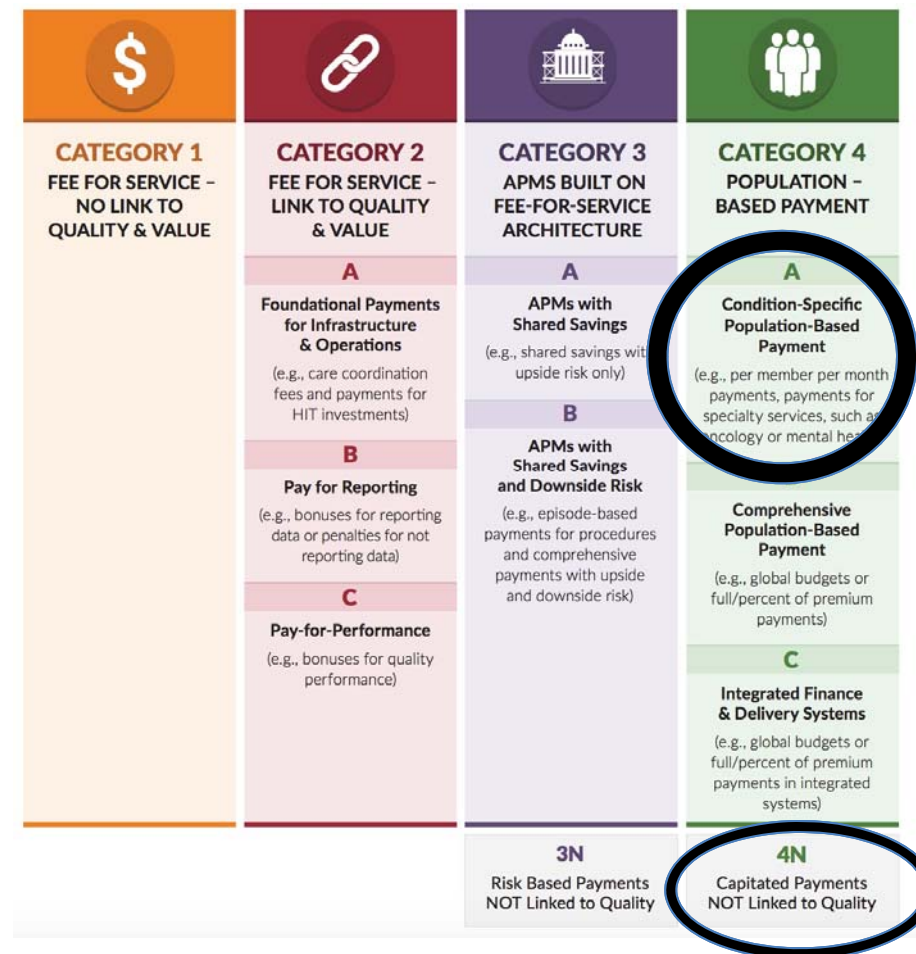 $
CATEGORY 1
FEE FOR SERVICE –
NO LINK TO
QUALITY & VALUE
CATEGORY 2
FEE FOR SERVICE –
LINK TO QUALITY
& VALUE
A
Foundational Payments
for Infrastructure
& Operations
(e.g., care coordination
fees and payments for
HIT investments)
B
Pay for Reporting
(e.g., bonuses for reporting
data or penalties for not
reporting data)
C
Pay-for-Performance
(e.g., bonuses for quality
performance)
CATEGORY 3
APMS BUILT ON
FEE-FOR-SERVICE
ARCHITECTURE
A
APMs with
Shared Savings
(e.g., shared savings with
upside risk only)
B
APMs with
Shared Savings
and Downside Risk
(e.g., episode-based
payments for procedures
and comprehensive
payments with upside
and downside risk)
3N
Risk Based Payments
NOT Linked to Quality
CATEGORY 4
POPULATION –
BASED PAYMENT
A
Condition-Specific
Population-Based
Payment
(e.g., per member per month
payments, payments for
specialty services, such as
oncology or mental
Comprehensive
Population-Based
Payment
(e.g., global budgets or
full/percent of premium
payments)
C
Integrated Finance
& Delivery Systems
(e.g., global budgets or
full/percent of premium
payments in integrated
systems)
4N
Capitated Payments
NOT Linked to Quality